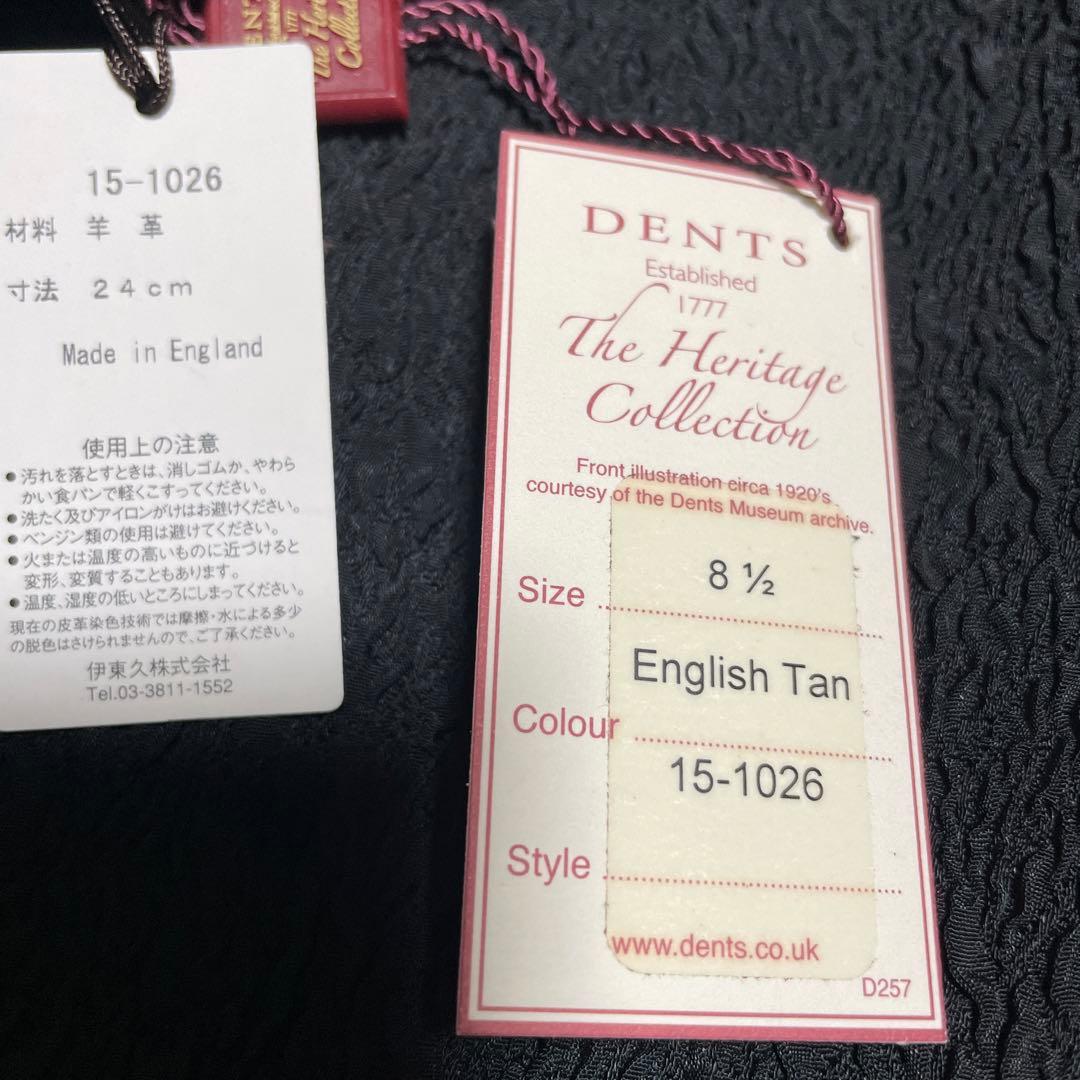 15-1026
材料 羊 革
寸法 24cm
Made in England
使用上の注意
●汚れを落とすときは、消しゴムか、やわら
かい食パンで軽くこすってください。
●洗たく及びアイロンがけはお避けください。
●ベンジン類の使用は避けてください。
●火または温度の高いものに近づけると
変形、変質することもあります。
●温度、湿度の低いところにしまってください。
現在の皮革染色技術では摩擦・水による多少
の脱色はさけられませんので、ご了承ください。
伊東久株式会社
Tel.03-3811-1552
1777
The Heri
Collect
DENTS
Established
1777
The Heritage
Collection
Front illustration circa 1920's
courtesy of the Dents Museum archive.
Size 8 ½
English Tan
Colour
15-1026
Style
www.dents.co.uk
D257